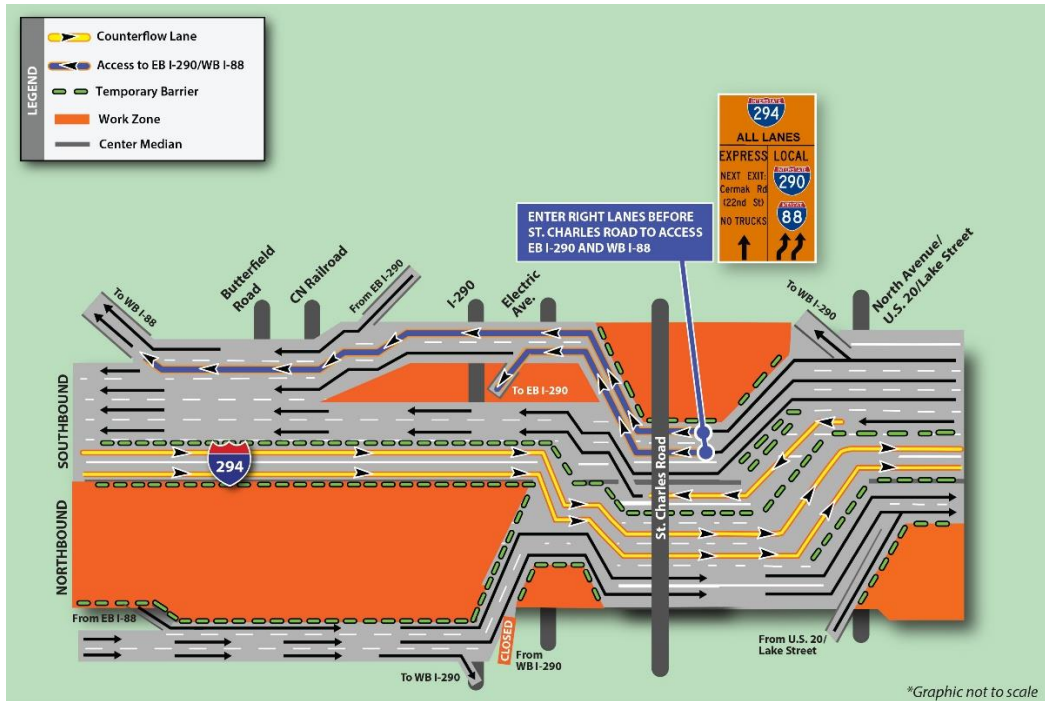 LEGEND
Counterflow Lane
Access to EB I-290/WB I-88
Temporary Barrier
Work Zone
Center Median
INTERSTATE
294
ALL LANES
EXPRESS
NEXT EXIT:
Cermak Rd
(22nd St)
NO TRUCKS
LOCAL
INTERSTATE
290
88
ENTER RIGHT LANES BEFORE
ST. CHARLES ROAD TO ACCESS
EB I-290 AND WB I-88
To WB I-88
Butterfield
Road
CN Railroad
From EB I-290
I-290
Electric
Ave.
To WB I-290
North Avenue/
U.S. 20/Lake Street
To EB I-290
SOUTHBOUND
294
St. Charles Road
NORTHBOUND
From EB I-88
To WB I-290
CLOSED
From
WB I-290
From U.S. 20/
Lake Street
*Graphic not to scale